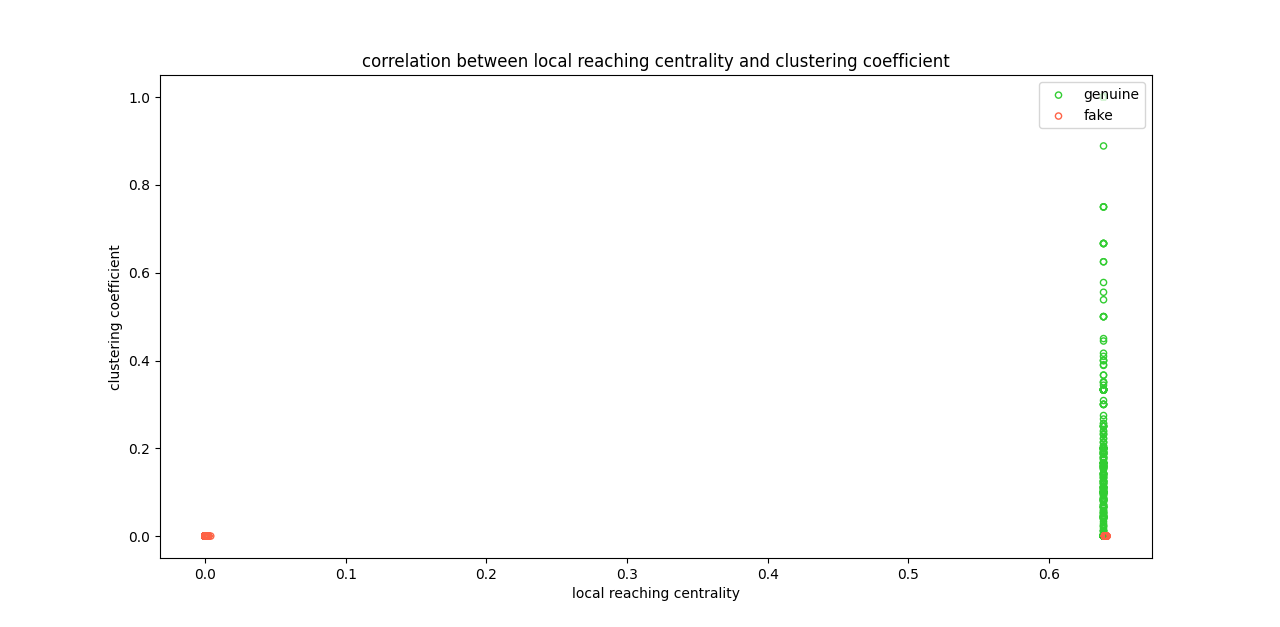 correlation between local reaching centrality and clustering coefficient
genuine
fake
1.0
0.8
0.6
0.4
0.2
0.0
clustering coefficient
0.0 0.1 0.2 0.3 0.4 0.5 0.6
local reaching centrality